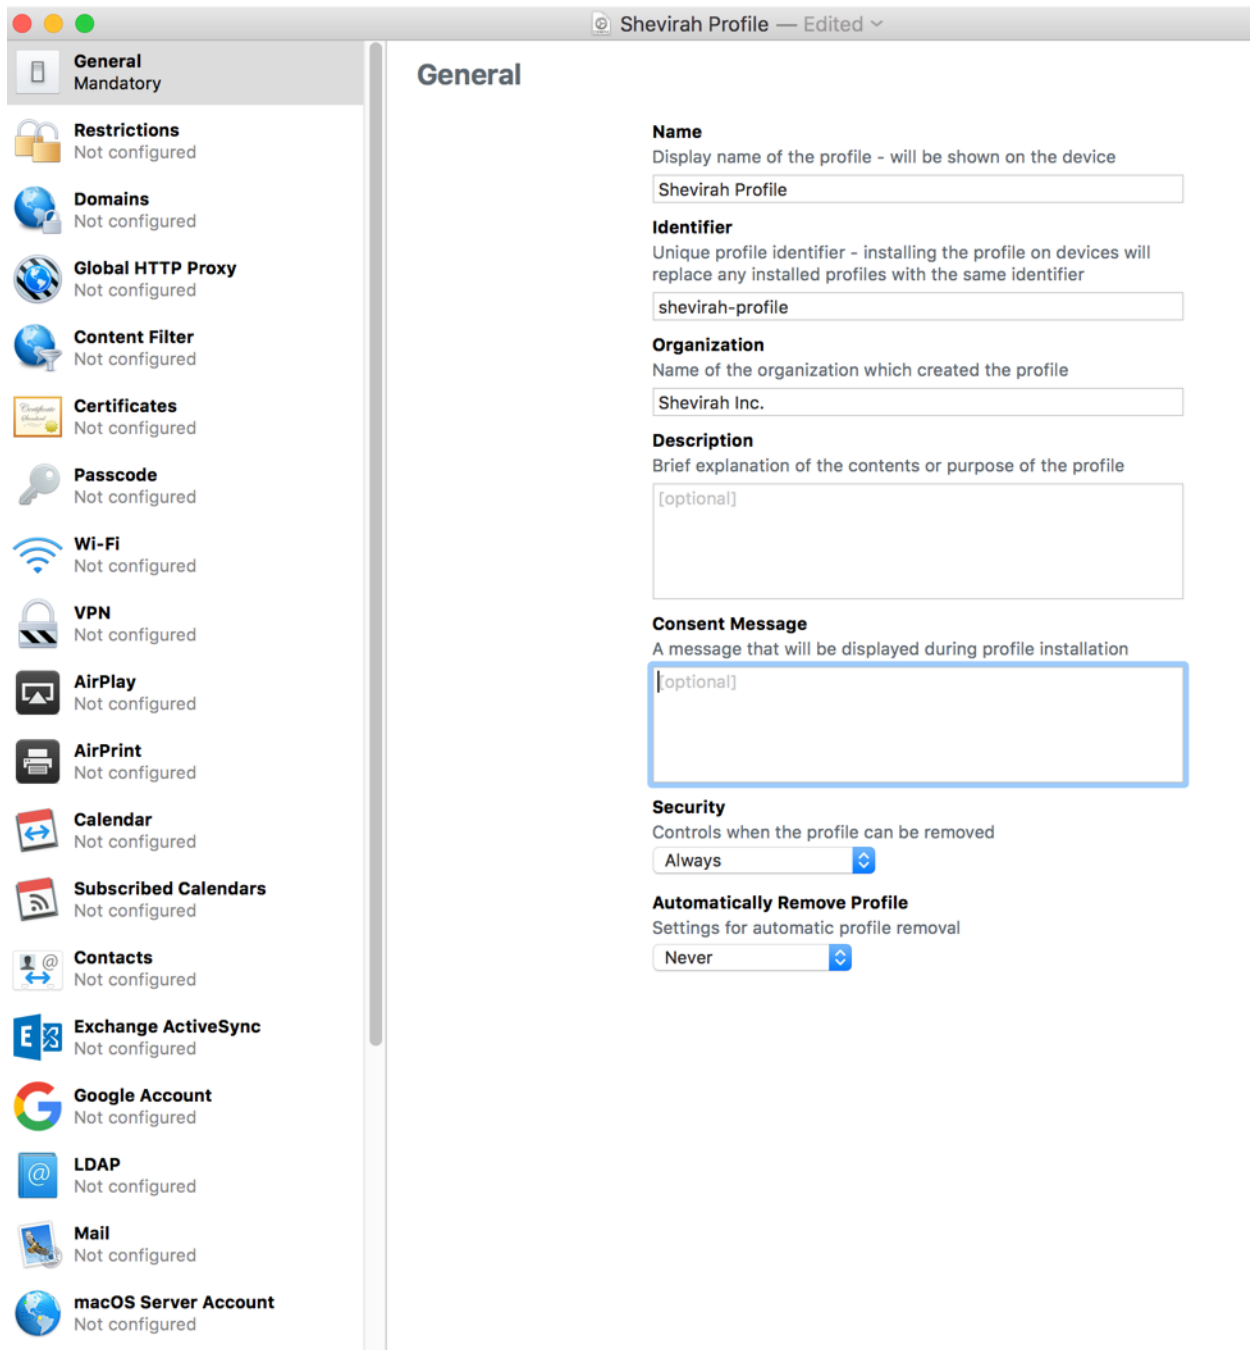 Shevirah Profile — Edited
General
Mandatory
Restrictions
Not configured
Domains
Not configured
Global HTTP Proxy
Not configured
Content Filter
Not configured
Certificates
Not configured
Passcode
Not configured
Wi-Fi
Not configured
VPN
Not configured
AirPlay
Not configured
AirPrint
Not configured
Calendar
Not configured
Subscribed Calendars
Not configured
Contacts
Not configured
Exchange ActiveSync
Not configured
Google Account
Not configured
LDAP
Not configured
Mail
Not configured
macOS Server Account
Not configured
General
Name
Display name of the profile - will be shown on the device
Shevirah Profile
Identifier
Unique profile identifier - installing the profile on devices will
replace any installed profiles with the same identifier
shevirah-profile
Organization
Name of the organization which created the profile
Shevirah Inc.
Description
Brief explanation of the contents or purpose of the profile
[optional]
Consent Message
A message that will be displayed during profile installation
[optional]
Security
Controls when the profile can be removed
Always
Automatically Remove Profile
Settings for automatic profile removal
Never